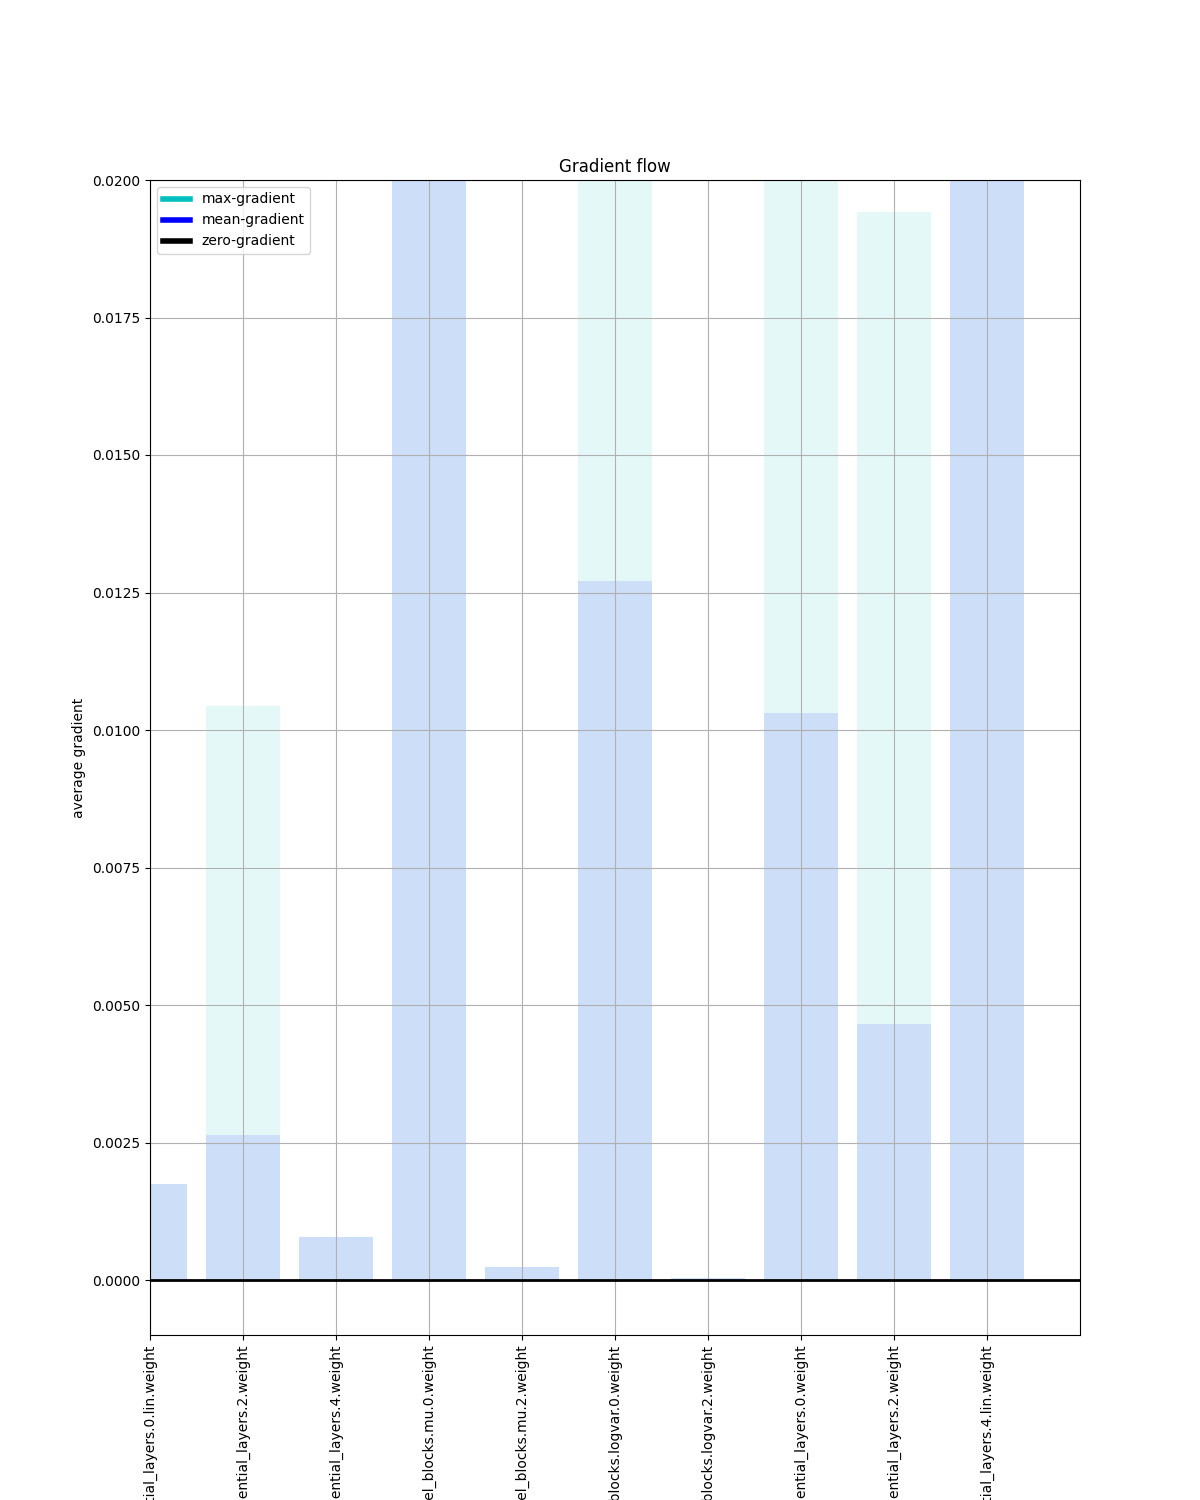 Gradient flow
max-gradient
mean-gradient
zero-gradient
average gradient
0.0200
0.0175
0.0150
0.0125
0.0100
0.0075
0.0050
0.0025
0.0000
tial_layers.0.lin.weight
ential_layers.2.weight
ential_layers.4.weight
el_blocks.mu.0.weight
el_blocks.mu.2.weight
blocks.logvar.0.weight
blocks.logvar.2.weight
ential_layers.0.weight
ential_layers.2.weight
tial_layers.4.lin.weight